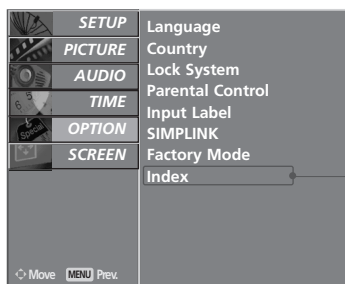 SETUP
PICTURE
AUDIO
TIME
OPTION
SCREEN
Language
Country
Lock System
Parental Control
Input Label
SIMPLINK
Factory Mode
Index
Move MENU Prev.
Special